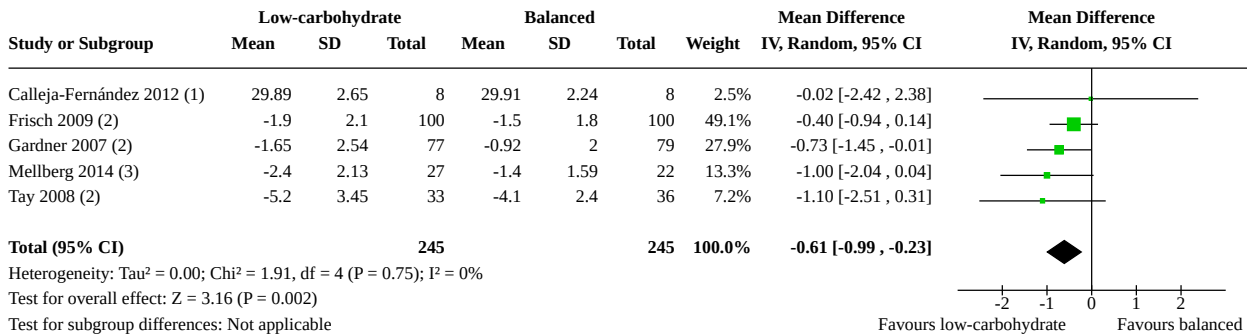 Low-carbohydrate Balanced Mean Difference Mean Difference
Study or Subgroup Mean SD Total Mean SD Total Weight IV, Random, 95% CI IV, Random, 95% CI
Calleja-Fernández 2012 (1) 29.89 2.65 8 29.91 2.24 8 2.5% -0.02 [-2.42 , 2.38]
Frisch 2009 (2) -1.9 2.1 100 -1.5 1.8 100 49.1% -0.40 [-0.94 , 0.14]
Gardner 2007 (2) -1.65 2.54 77 -0.92 2 79 27.9% -0.73 [-1.45 , -0.01]
Mellberg 2014 (3) -2.4 2.13 27 -1.4 1.59 22 13.3% -1.00 [-2.04 , 0.04]
Tay 2008 (2) -5.2 3.45 33 -4.1 2.4 36 7.2% -1.10 [-2.51 , 0.31]
Total (95% CI) 245 245 100.0% -0.61 [-0.99 , -0.23]
Heterogeneity: Tau² = 0.00; Chi² = 1.91, df = 4 (P = 0.75); I² = 0%
Test for overall effect: Z = 3.16 (P = 0.002) -2 -1 0 1 2
Test for subgroup differences: Not applicable Favours low-carbohydrate Favours balanced